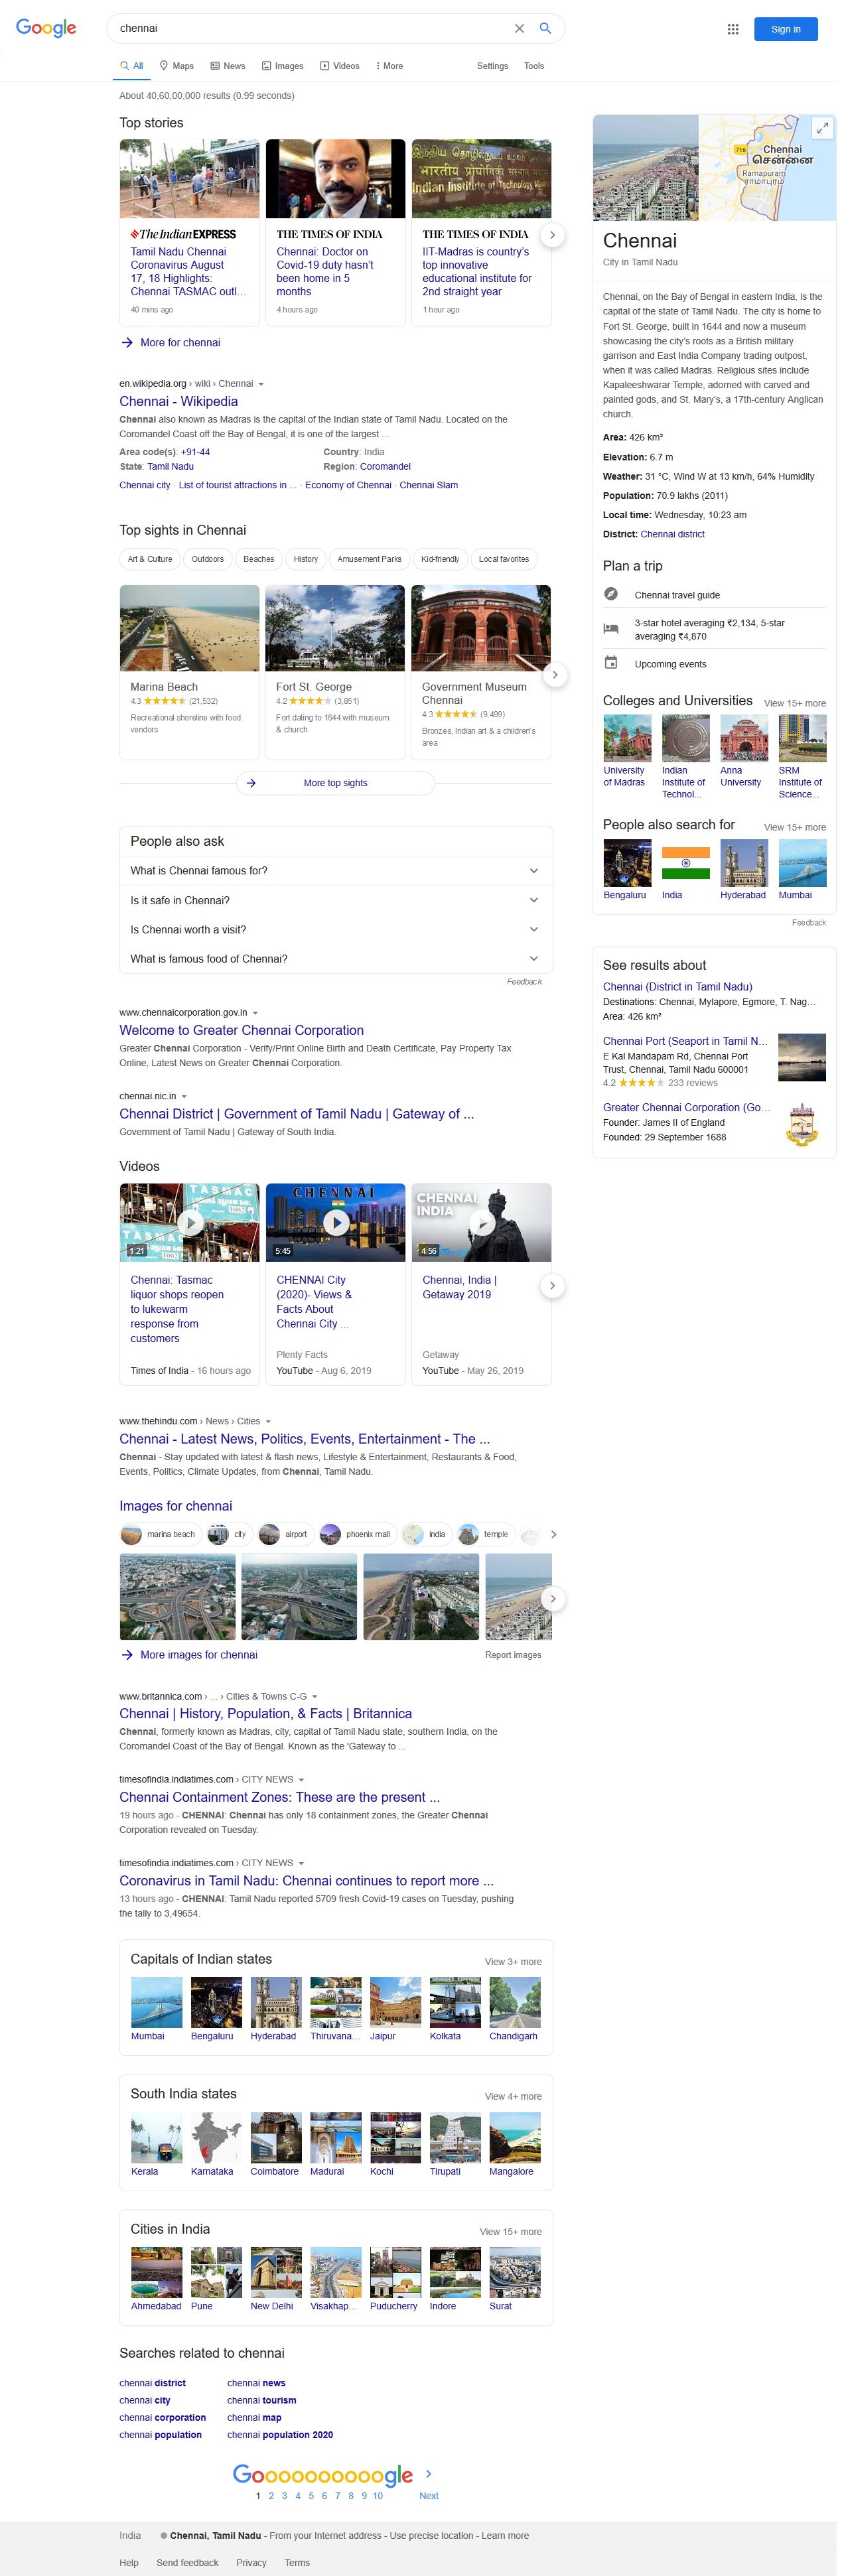 Google
chennai
Sign in
All Maps News Images Videos More Settings Tools
About 40,60,00,000 results (0.99 seconds)
Top stories
The Indian EXPRESS
Tamil Nadu Chennai
Coronavirus August
17, 18 Highlights:
Chennai TASMAC outl...
40 mins ago
THE TIMES OF INDIA
Chennai: Doctor on
Covid-19 duty hasn't
been home in 5
months
4 hours ago
THE TIMES OF INDIA
IIT-Madras is country's
top innovative
educational institute for
2nd straight year
1 hour ago
More for chennai
en.wikipedia.org › wiki › Chennai
Chennai - Wikipedia
Chennai also known as Madras is the capital of the Indian state of Tamil Nadu. Located on the
Coromandel Coast off the Bay of Bengal, it is one of the largest ...
Area code(s): +91-44 Country: India
State: Tamil Nadu Region: Coromandel
Chennai city · List of tourist attractions in ... · Economy of Chennai · Chennai Slam
Top sights in Chennai
Art & Culture Outdoors Beaches History Amusement Parks Kid-friendly Local favorites
Marina Beach
4.3 (21,532)
Recreational shoreline with food
vendors
Fort St. George
4.2 (3,851)
Fort dating to 1644 with museum
& church
Government Museum
Chennai
4.3 (9,499)
Bronzes, Indian art & a children's
area
More top sights
People also ask
What is Chennai famous for?
Is it safe in Chennai?
Is Chennai worth a visit?
What is famous food of Chennai?
Feedback
www.chennaicorporation.gov.in
Welcome to Greater Chennai Corporation
Greater Chennai Corporation - Verify/Print Online Birth and Death Certificate, Pay Property Tax
Online, Latest News on Greater Chennai Corporation.
chennai.nic.in
Chennai District | Government of Tamil Nadu | Gateway of ...
Government of Tamil Nadu | Gateway of South India.
Videos
TASMAC
1:21
Chennai: Tasmac
liquor shops reopen
to lukewarm
response from
customers
Times of India - 16 hours ago
CHENNAI
5:45
CHENNAI City
(2020)- Views &
Facts About
Chennai City ...
Plenty Facts
YouTube - Aug 6, 2019
CHENNAI,
INDIA
4:56
Chennai, India |
Getaway 2019
Getaway
YouTube - May 26, 2019
www.thehindu.com › News › Cities
Chennai - Latest News, Politics, Events, Entertainment - The ...
Chennai - Stay updated with latest & flash news, Lifestyle & Entertainment, Restaurants & Food,
Events, Politics, Climate Updates, from Chennai, Tamil Nadu.
Images for chennai
marina beach city airport phoenix mall india temple
More images for chennai
Report images
www.britannica.com › ... › Cities & Towns C-G
Chennai | History, Population, & Facts | Britannica
Chennai, formerly known as Madras, city, capital of Tamil Nadu state, southern India, on the
Coromandel Coast of the Bay of Bengal. Known as the 'Gateway to ...
timesofindia.indiatimes.com › CITY NEWS
Chennai Containment Zones: These are the present ...
19 hours ago - CHENNAI: Chennai has only 18 containment zones, the Greater Chennai
Corporation revealed on Tuesday.
timesofindia.indiatimes.com › CITY NEWS
Coronavirus in Tamil Nadu: Chennai continues to report more ...
13 hours ago - CHENNAI: Tamil Nadu reported 5709 fresh Covid-19 cases on Tuesday, pushing
the tally to 3,49654.
Capitals of Indian states View 3+ more
Mumbai Bengaluru Hyderabad Thiruvana... Jaipur Kolkata Chandigarh
South India states View 4+ more
Kerala Karnataka Coimbatore Madurai Kochi Tirupati Mangalore
Cities in India View 15+ more
Ahmedabad Pune New Delhi Visakhap... Puducherry Indore Surat
Searches related to chennai
chennai district chennai news
chennai city chennai tourism
chennai corporation chennai map
chennai population chennai population 2020
Goooooooooogle
1 2 3 4 5 6 7 8 9 10 Next
India Chennai, Tamil Nadu - From your Internet address - Use precise location - Learn more
Help Send feedback Privacy Terms
716
Chennai
சென்னை
Ramapuram
ராமாபுரம்
Chennai
City in Tamil Nadu
Chennai, on the Bay of Bengal in eastern India, is the
capital of the state of Tamil Nadu. The city is home to
Fort St. George, built in 1644 and now a museum
showcasing the city's roots as a British military
garrison and East India Company trading outpost,
when it was called Madras. Religious sites include
Kapaleeshwarar Temple, adorned with carved and
painted gods, and St. Mary's, a 17th-century Anglican
church.
Area: 426 km²
Elevation: 6.7 m
Weather: 31 °C, Wind W at 13 km/h, 64% Humidity
Population: 70.9 lakhs (2011)
Local time: Wednesday, 10:23 am
District: Chennai district
Plan a trip
Chennai travel guide
3-star hotel averaging ₹2,134, 5-star
averaging ₹4,870
Upcoming events
Colleges and Universities View 15+ more
University
of Madras
Indian
Institute of
Technol...
Anna
University
SRM
Institute of
Science...
People also search for View 15+ more
Bengaluru India Hyderabad Mumbai
Feedback
See results about
Chennai (District in Tamil Nadu)
Destinations: Chennai, Mylapore, Egmore, T. Nag...
Area: 426 km²
Chennai Port (Seaport in Tamil N...
E Kal Mandapam Rd, Chennai Port
Trust, Chennai, Tamil Nadu 600001
4.2 233 reviews
Greater Chennai Corporation (Go...
Founder: James II of England
Founded: 29 September 1688